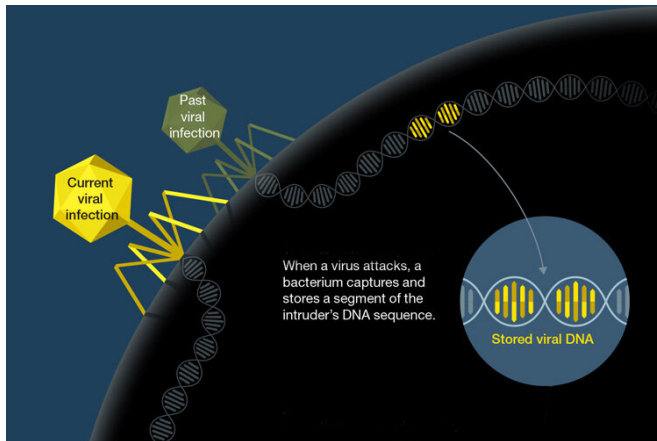 Past
viral
infection
Current
viral
infection
When a virus attacks, a
bacterium captures and
stores a segment of the
intruder's DNA sequence.
Stored viral DNA